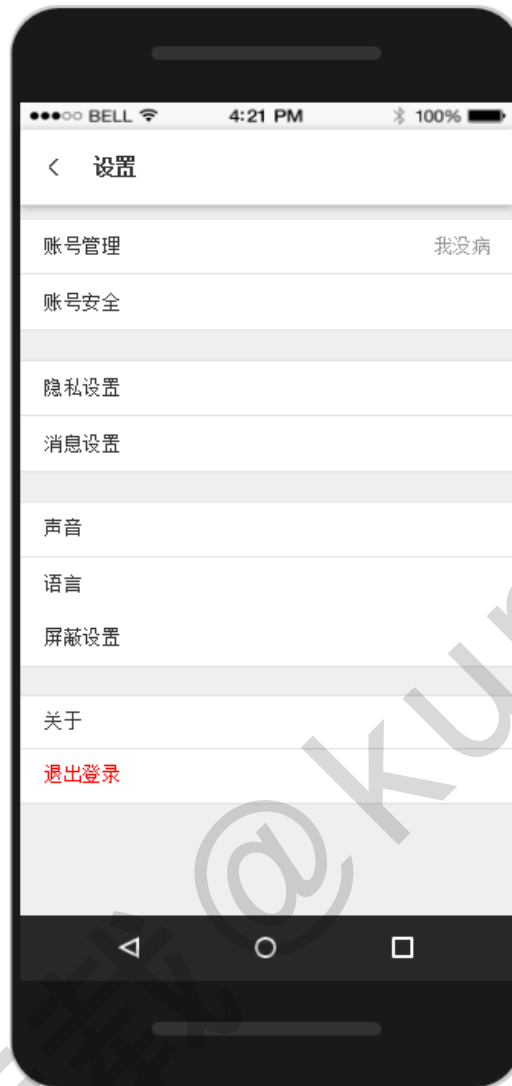 BELL 4:21 PM 100%
设置
账号管理 我没病
账号安全
隐私设置
消息设置
声音
语言
屏蔽设置
关于
退出登录
载@kur